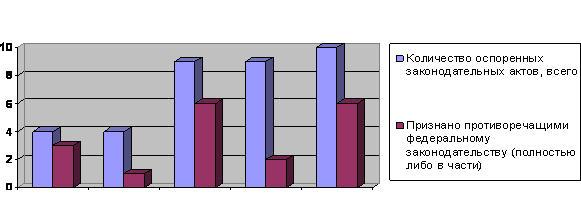 10
8
6
4
2
0
Количество оспоренных
законодательных актов, всего
Признано противоречащими
федеральному
законодательству (полностью
либо в части)